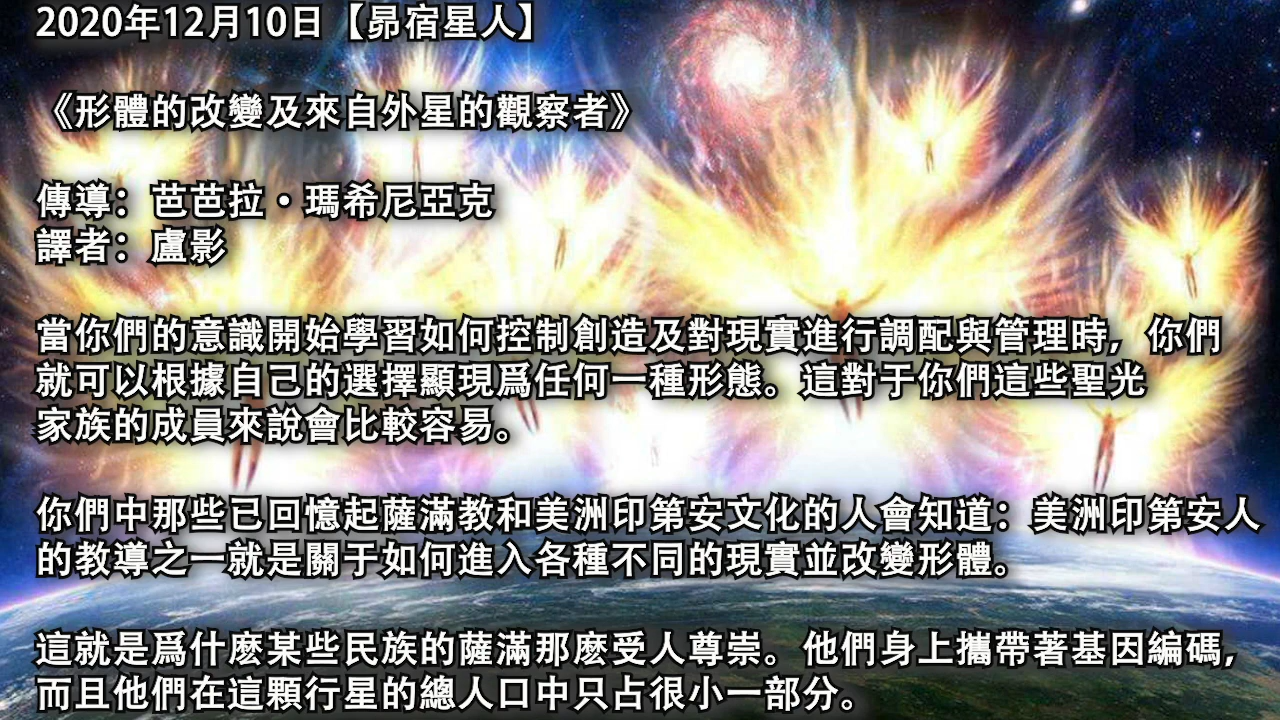 2020年12月10日【昴宿星人】
《形體的改變及來自外星的觀察者》
傳導：芭芭拉·瑪希尼亞克
譯者：盧影
當你們的意識開始學習如何控制創造及對現實進行調配與管理時，你們
就可以根據自己的選擇顯現爲任何一種形態。這對于你們這些聖光
家族的成員來說會比較容易。
你們中那些已回憶起薩滿教和美洲印第安文化的人會知道：美洲印第安人
的教導之一就是關于如何進入各種不同的現實並改變形體。
這就是爲什麽某些民族的薩滿那麽受人尊崇。他們身上攜帶著基因編碼，
而且他們在這顆行星的總人口中只占很小一部分。